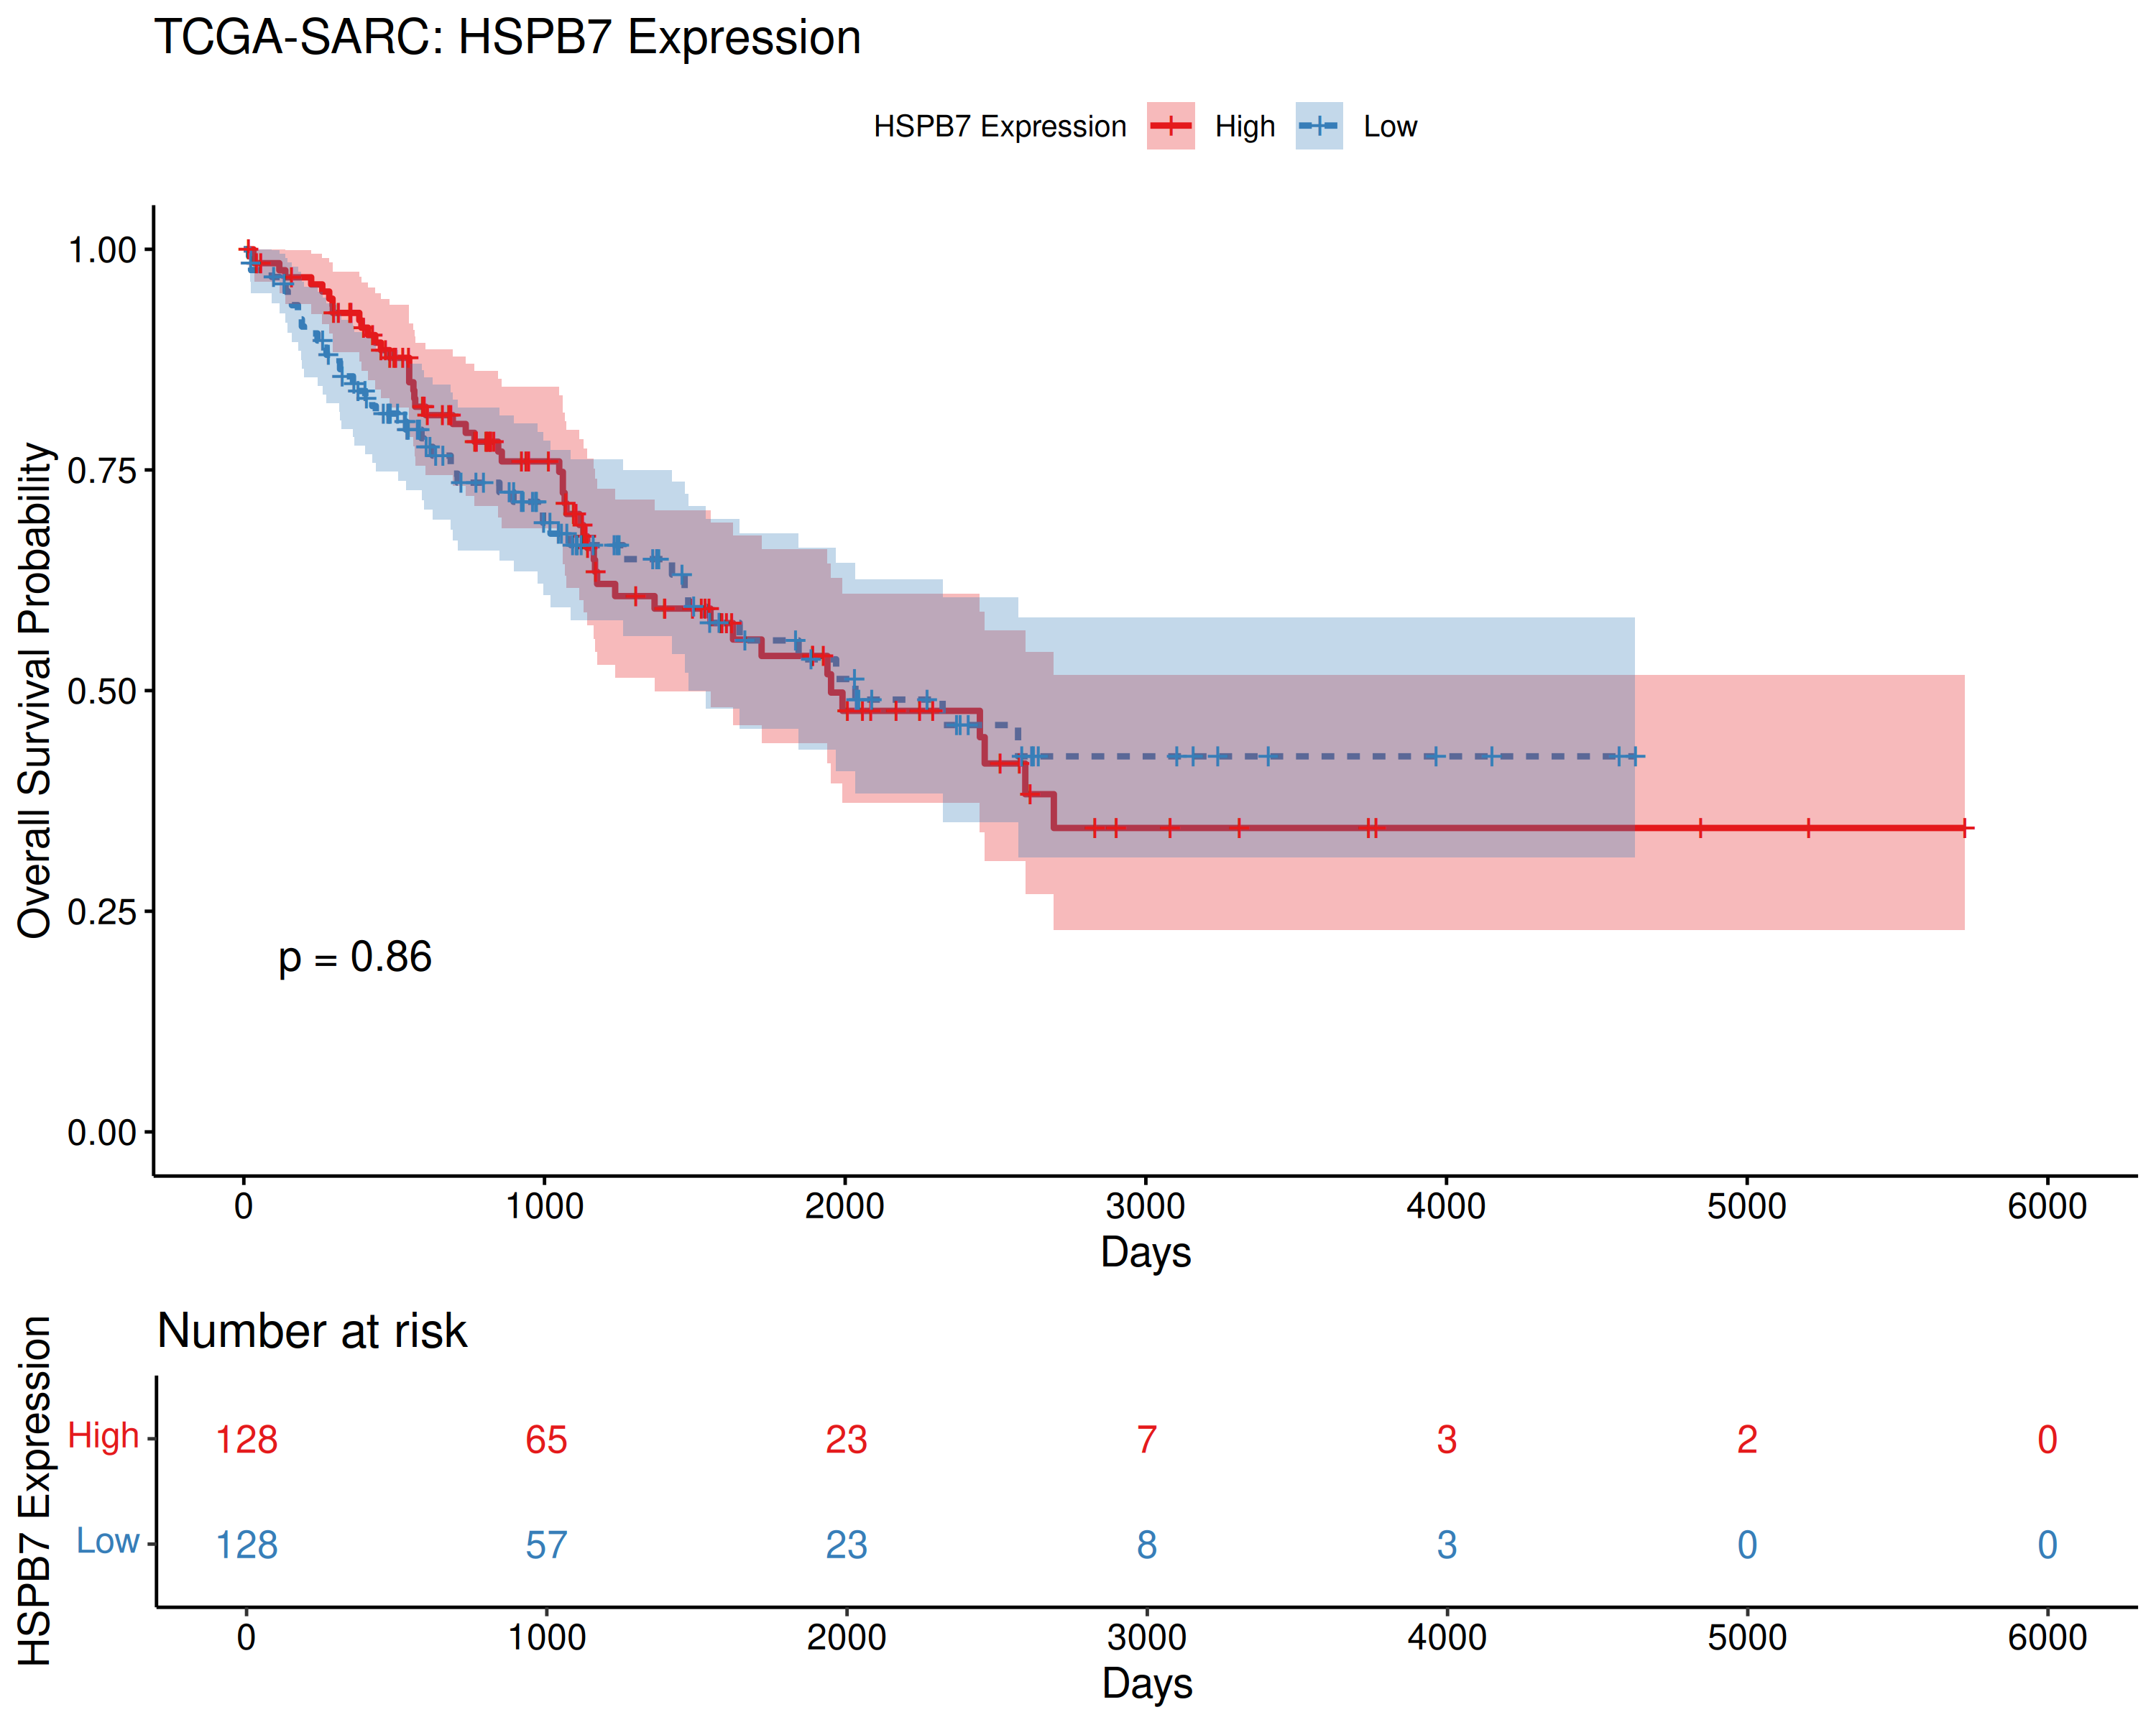 TCGA-SARC: HSPB7 Expression
HSPB7 Expression High Low
Overall Survival Probability
1.00
0.75
0.50
0.25
0.00
p = 0.86
0 1000 2000 3000 4000 5000 6000
Days
Number at risk
HSPB7 Expression
High 128 65 23 7 3 2 0
Low 128 57 23 8 3 0 0
0 1000 2000 3000 4000 5000 6000
Days